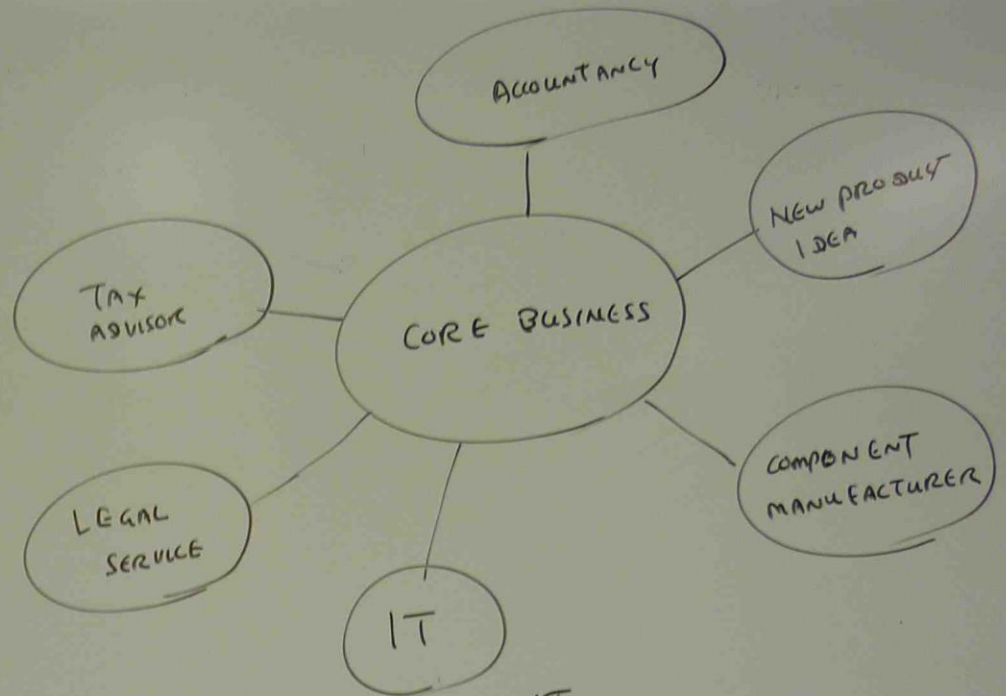 ACCOUNTANCY
NEW PRODUCT
IDEA
TAX
ADVISOR
CORE BUSINESS
COMPONENT
MANUFACTURER
LEGAL
SERVICE
IT